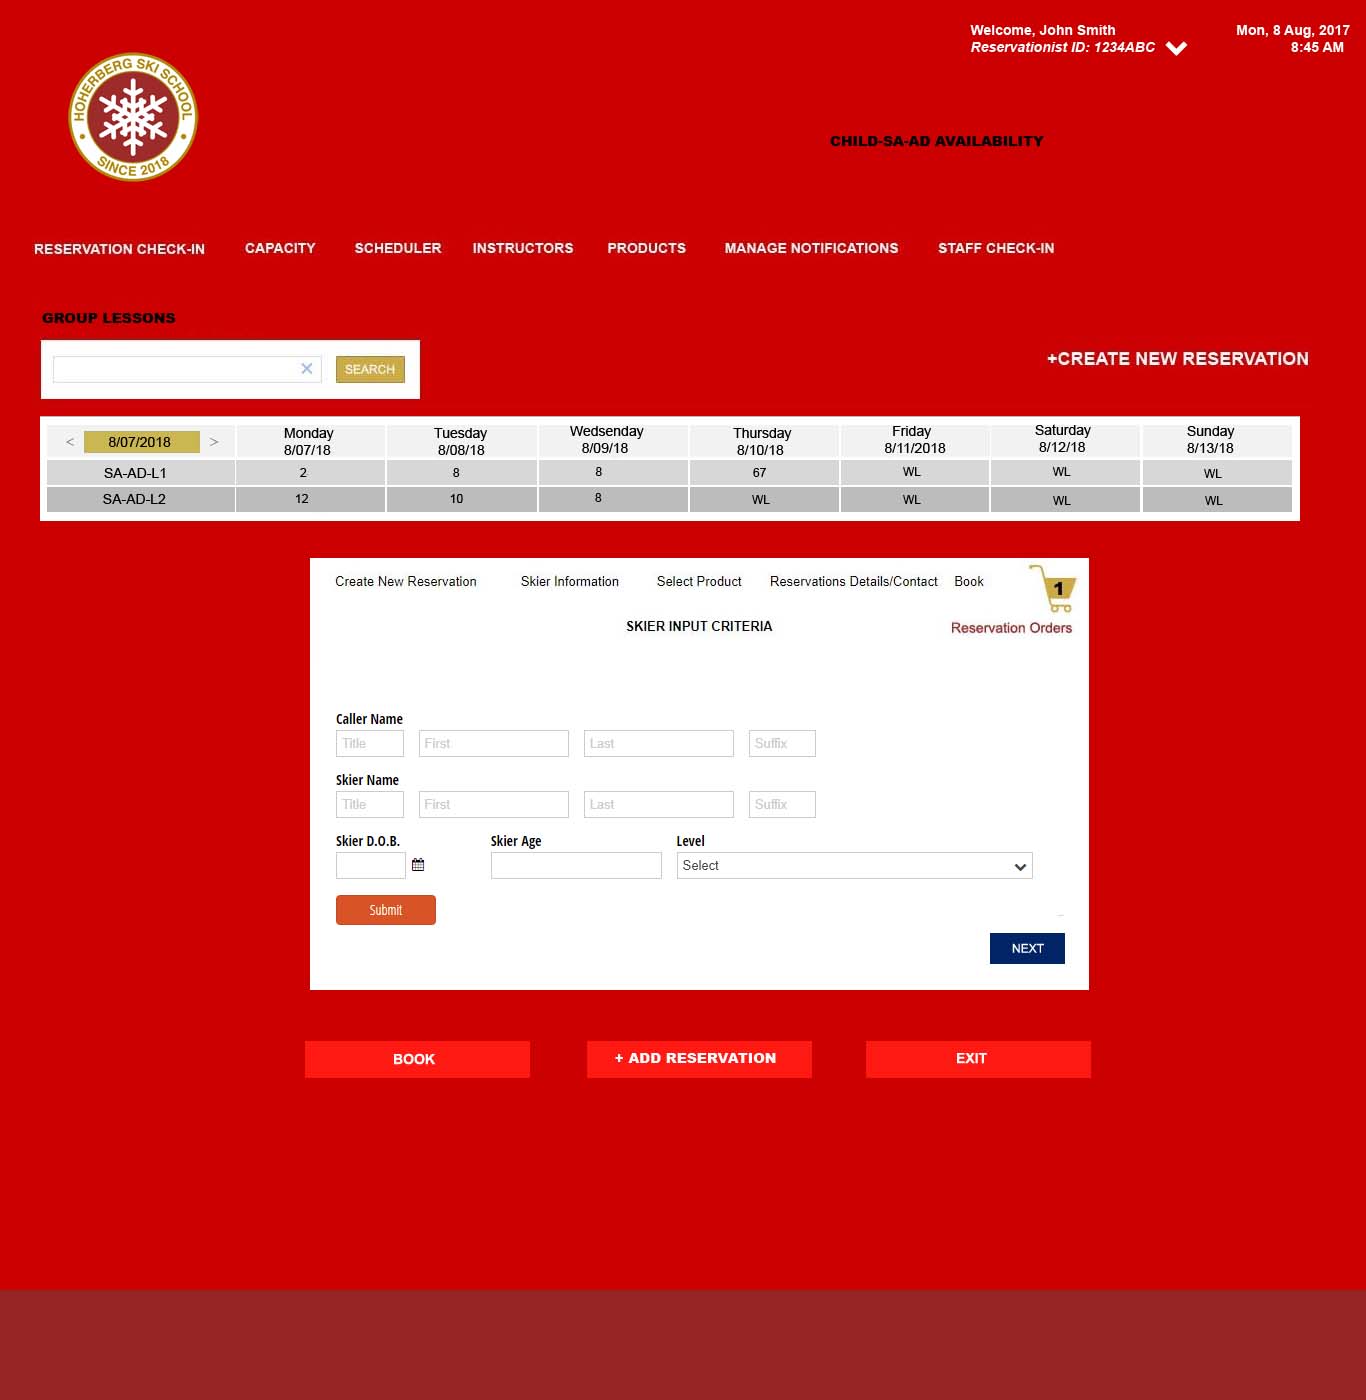 Welcome, John Smith
Mon, 8 Aug, 2017
Reservationist ID: 1234ABC
8:45 AM
HOHERBERG SKI SCHOOL
SINCE 2018
CHILD-SA-AD AVAILABILITY
RESERVATION CHECK-IN CAPACITY SCHEDULER INSTRUCTORS PRODUCTS MANAGE NOTIFICATIONS STAFF CHECK-IN
GROUP LESSONS
SEARCH
+CREATE NEW RESERVATION
< 8/07/2018 > Monday Tuesday Wedsenday Thursday Friday Saturday Sunday
8/07/18 8/08/18 8/09/18 8/10/18 8/11/2018 8/12/18 8/13/18
SA-AD-L1 2 8 8 67 WL WL WL
SA-AD-L2 12 10 8 WL WL WL WL
Create New Reservation Skier Information Select Product Reservations Details/Contact Book 1
SKIER INPUT CRITERIA
Reservation Orders
Caller Name
Title First Last Suffix
Skier Name
Title First Last Suffix
Skier D.O.B. Skier Age Level
Select
Submit
NEXT
BOOK + ADD RESERVATION EXIT